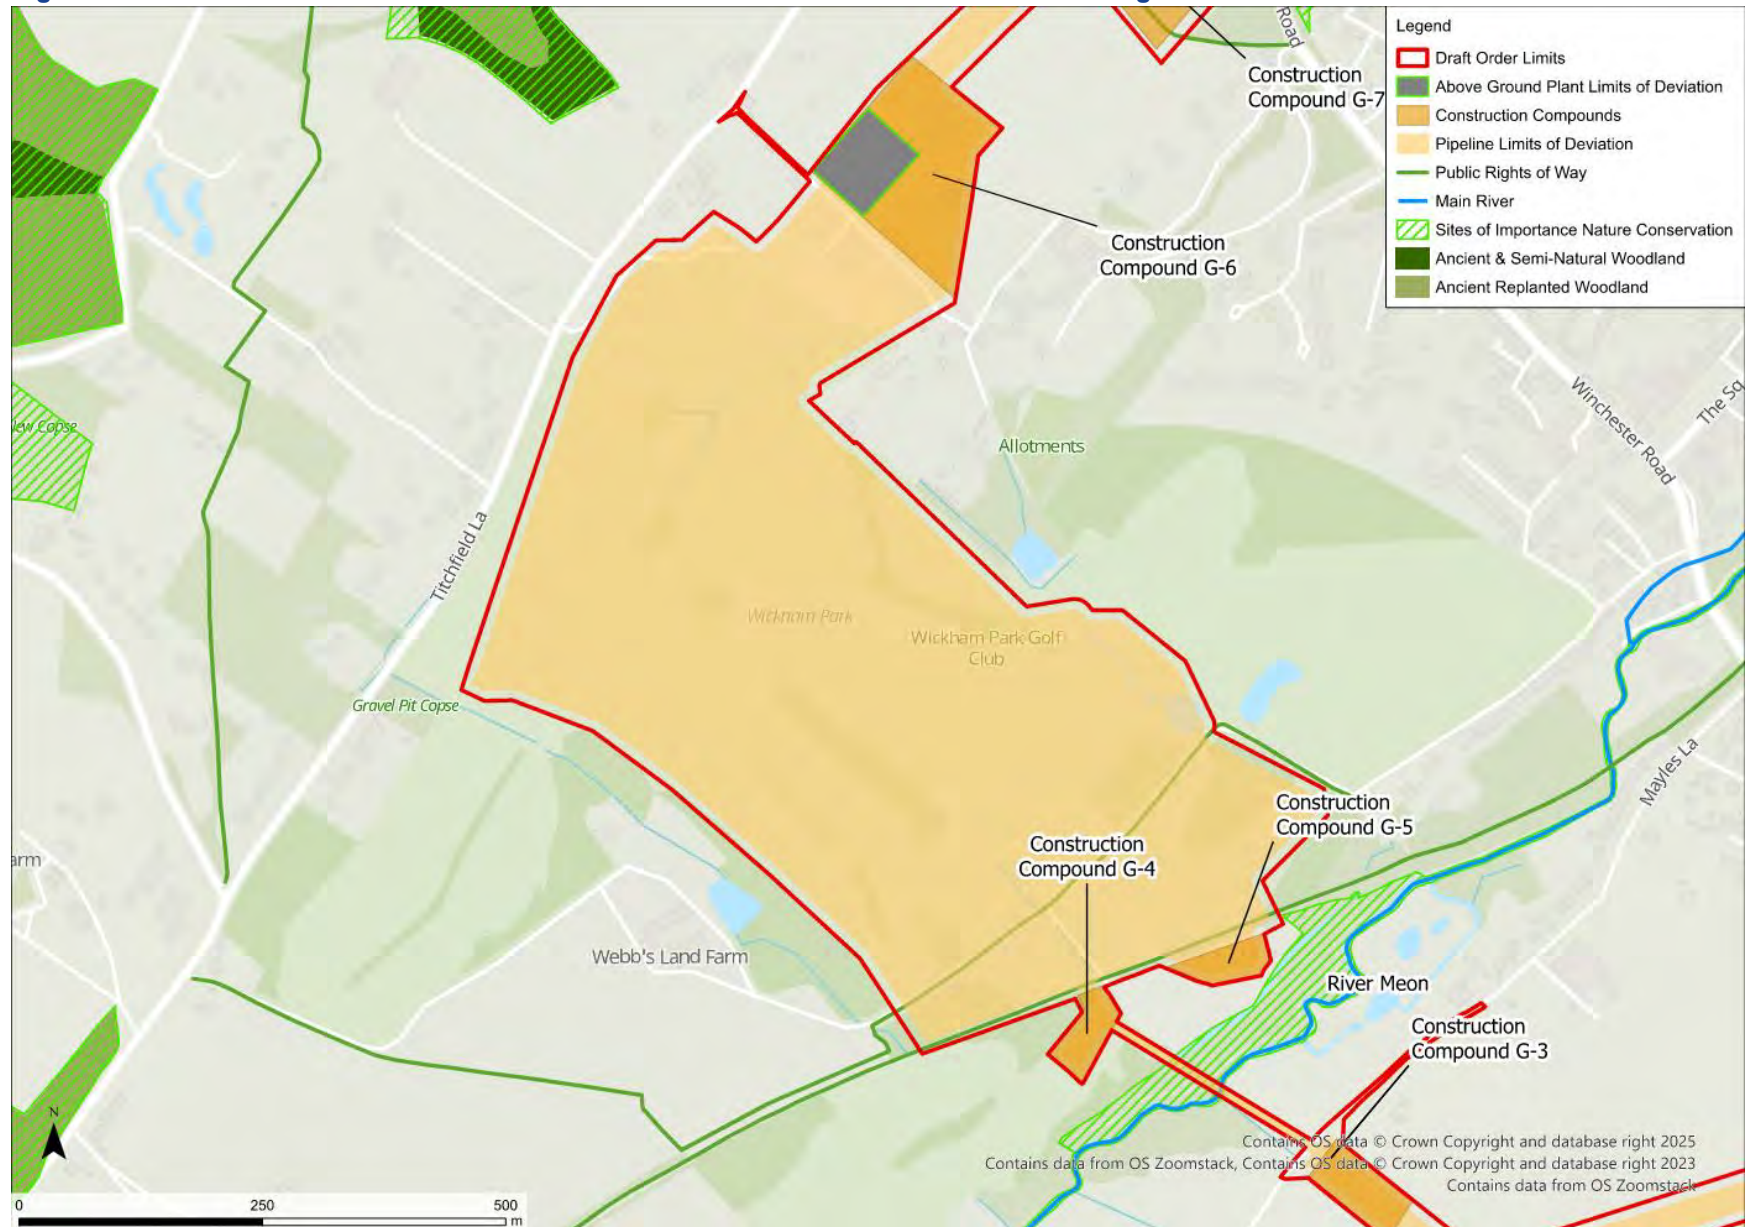 Legend
Draft Order Limits
Above Ground Plant Limits of Deviation
Construction Compounds
Pipeline Limits of Deviation
Public Rights of Way
Main River
Sites of Importance Nature Conservation
Ancient & Semi-Natural Woodland
Ancient Replanted Woodland
Road
Construction
Compound G-7
Construction
Compound G-6
Winchester Road
The Sq
Allotments
Titchfield La
Wickham Park
Wickham Park Golf
Club
Gravel Pit Copse
Mayles La
Construction
Compound G-5
Construction
Compound G-4
Webb's Land Farm
River Meon
Construction
Compound G-3
N
Contains OS data © Crown Copyright and database right 2025
Contains data from OS Zoomstack, Contains OS data © Crown Copyright and database right 2023
Contains data from OS Zoomstack
0 250 500
m